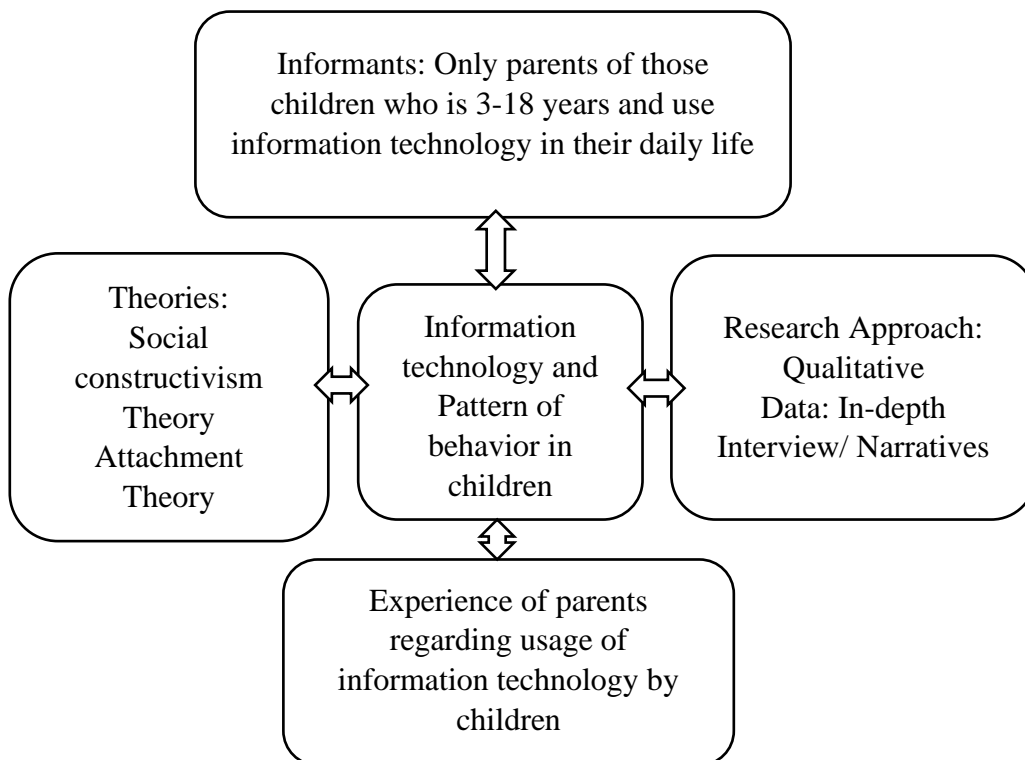 Informants: Only parents of those
children who is 3-18 years and use
information technology in their daily life
Theories:
Social
constructivism
Theory
Attachment
Theory
Information
technology and
Pattern of
behavior in
children
Research Approach:
Qualitative
Data: In-depth
Interview/ Narratives
Experience of parents
regarding usage of
information technology by
children